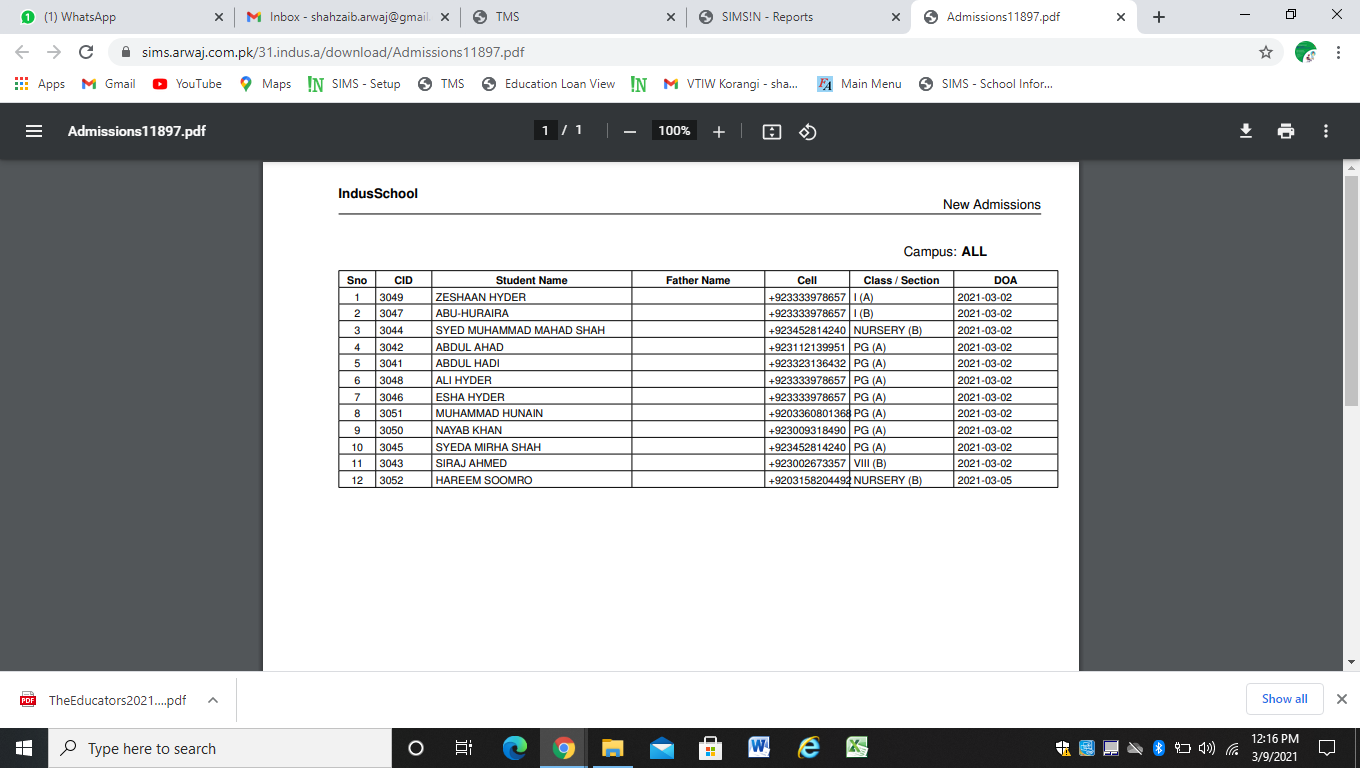 (1) WhatsApp
Inbox - shahzaib.arwaj@gmail.
TMS
SIMS!N - Reports
Admissions11897.pdf
sims.arwaj.com.pk/31.indus.a/download/Admissions11897.pdf
Apps Gmail YouTube Maps !N SIMS - Setup TMS Education Loan View !N VTIW Korangi - sha... FA Main Menu SIMS - School Infor...
Admissions11897.pdf 1 / 1 100%
IndusSchool
New Admissions
Campus: ALL
Sno CID Student Name Father Name Cell Class / Section DOA
1 3049 ZESHAAN HYDER +923333978657 I (A) 2021-03-02
2 3047 ABU-HURAIRA +923333978657 I (B) 2021-03-02
3 3044 SYED MUHAMMAD MAHAD SHAH +923452814240 NURSERY (B) 2021-03-02
4 3042 ABDUL AHAD +923112139951 PG (A) 2021-03-02
5 3041 ABDUL HADI +923323136432 PG (A) 2021-03-02
6 3048 ALI HYDER +923333978657 PG (A) 2021-03-02
7 3046 ESHA HYDER +923333978657 PG (A) 2021-03-02
8 3051 MUHAMMAD HUNAIN +9203360801368 PG (A) 2021-03-02
9 3050 NAYAB KHAN +923009318490 PG (A) 2021-03-02
10 3045 SYEDA MIRHA SHAH +923452814240 PG (A) 2021-03-02
11 3043 SIRAJ AHMED +923002673357 VIII (B) 2021-03-02
12 3052 HAREEM SOOMRO +9203158204492 NURSERY (B) 2021-03-05
PDF TheEducators2021....pdf Show all
Type here to search
12:16 PM
3/9/2021